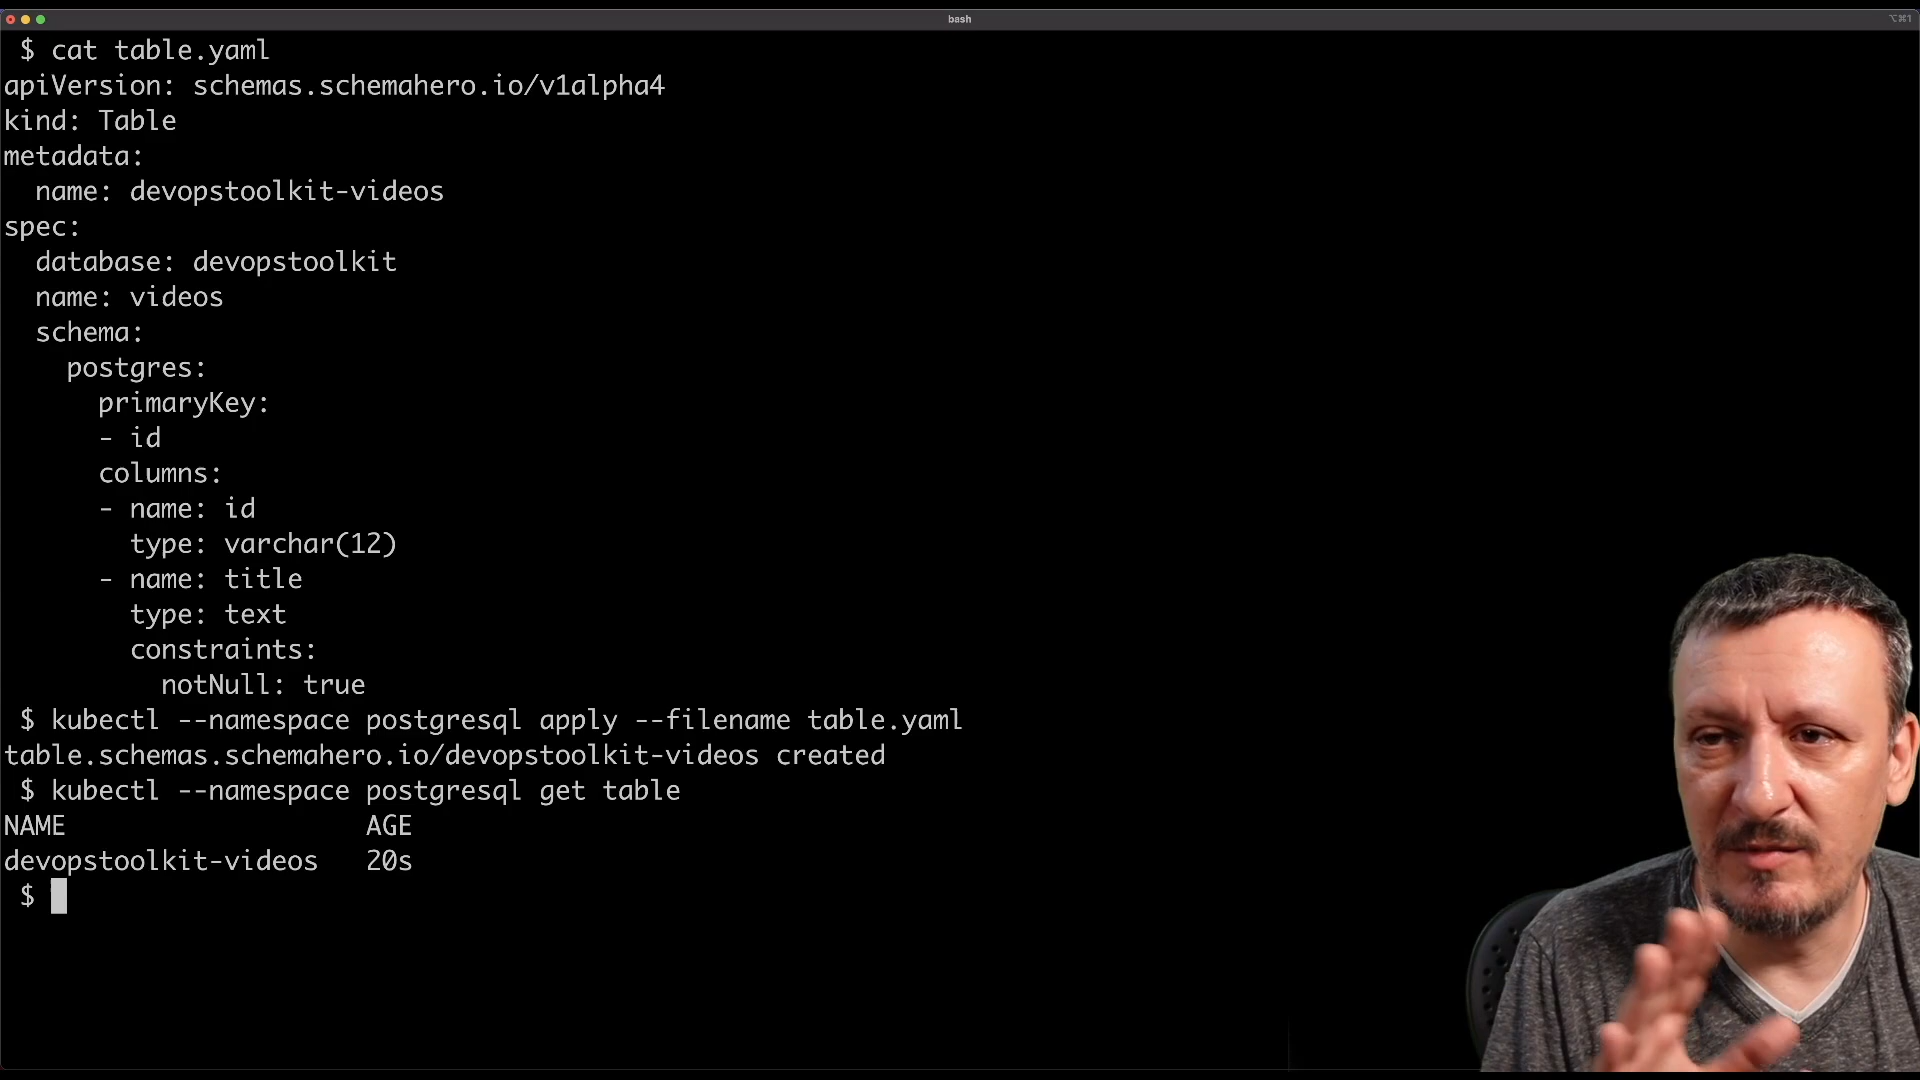 bash
⌥⌘1
$ cat table.yaml
apiVersion: schemas.schemahero.io/v1alpha4
kind: Table
metadata:
  name: devopstoolkit-videos
spec:
  database: devopstoolkit
  name: videos
  schema:
    postgres:
      primaryKey:
      - id
      columns:
      - name: id
        type: varchar(12)
      - name: title
        type: text
        constraints:
          notNull: true
$ kubectl --namespace postgresql apply --filename table.yaml
table.schemas.schemahero.io/devopstoolkit-videos created
$ kubectl --namespace postgresql get table
NAME                   AGE
devopstoolkit-videos   20s
$